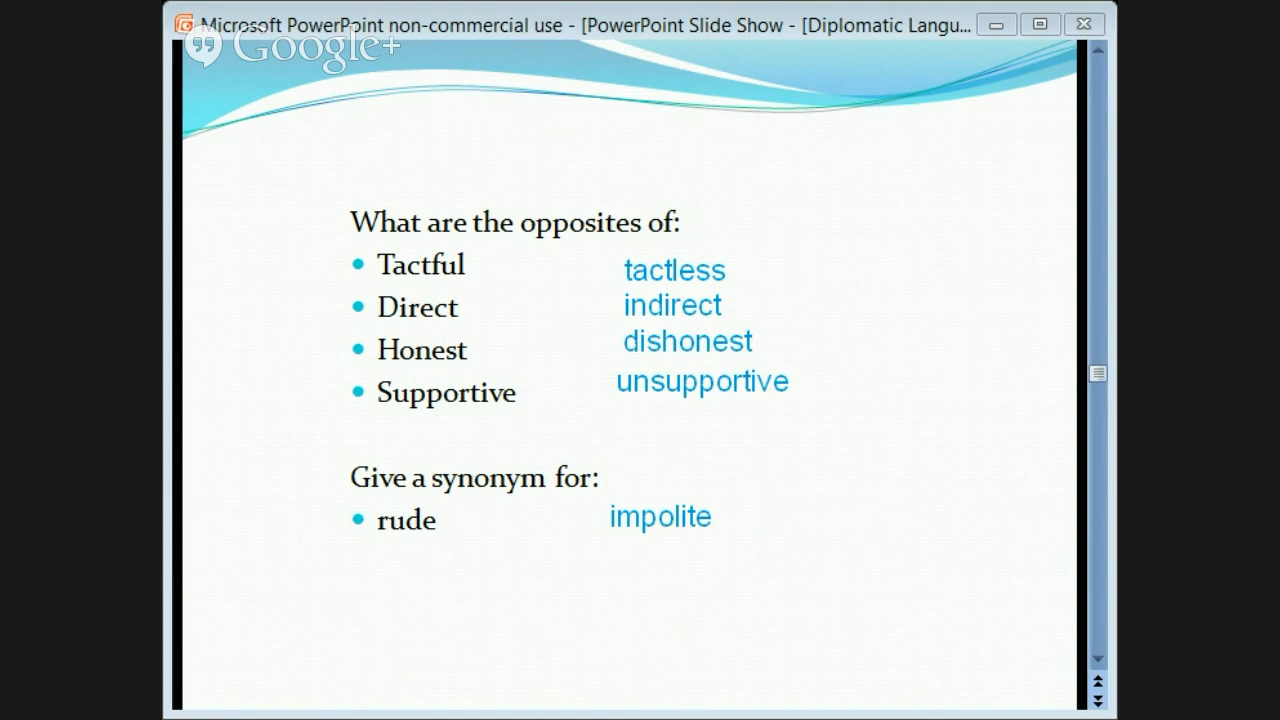 Microsoft PowerPoint non-commercial use - [PowerPoint Slide Show - [Diplomatic Langu...
Google+
What are the opposites of:
• Tactful tactless
• Direct indirect
• Honest dishonest
• Supportive unsupportive
Give a synonym for:
• rude impolite